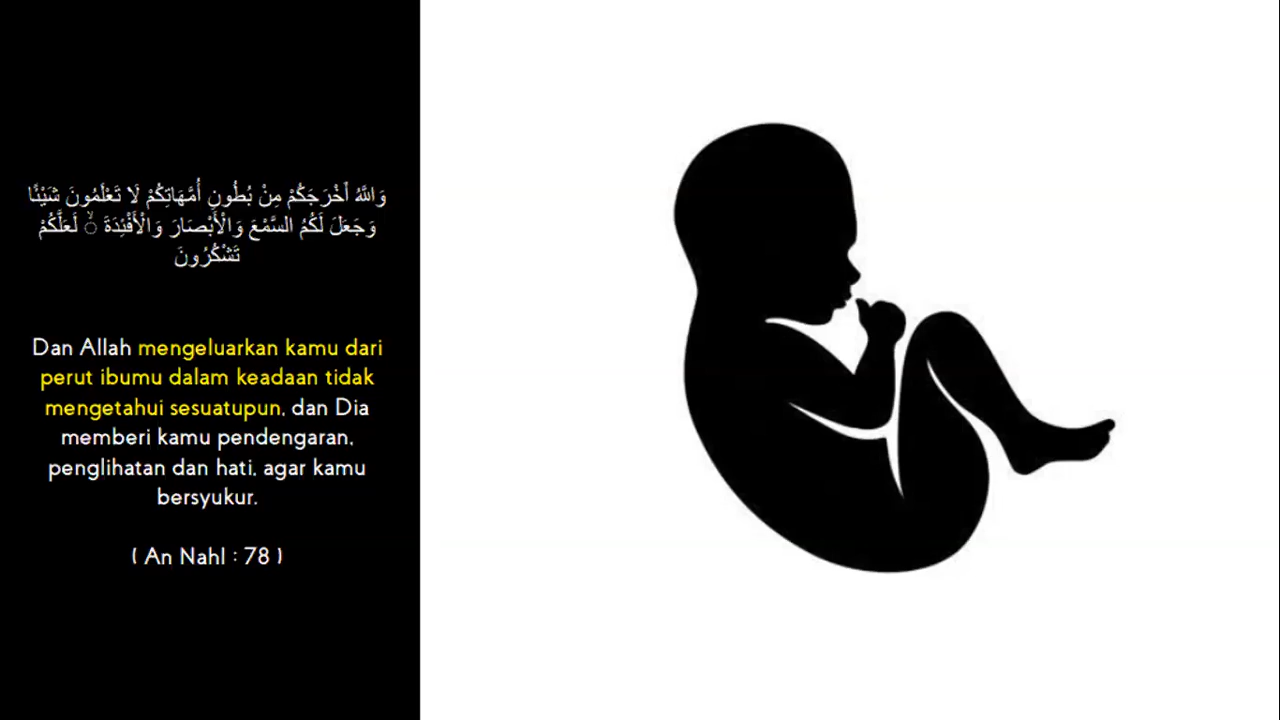 وَاللَّهُ أَخْرَجَكُمْ مِنْ بُطُونِ أُمَّهَاتِكُمْ لَا تَعْلَمُونَ شَيْئًا
وَجَعَلَ لَكُمُ السَّمْعَ وَالْأَبْصَارَ وَالْأَفْئِدَةَ ۙ لَعَلَّكُمْ
تَشْكُرُونَ
Dan Allah mengeluarkan kamu dari
perut ibumu dalam keadaan tidak
mengetahui sesuatupun, dan Dia
memberi kamu pendengaran,
penglihatan dan hati, agar kamu
bersyukur.
( An Nahl : 78 )